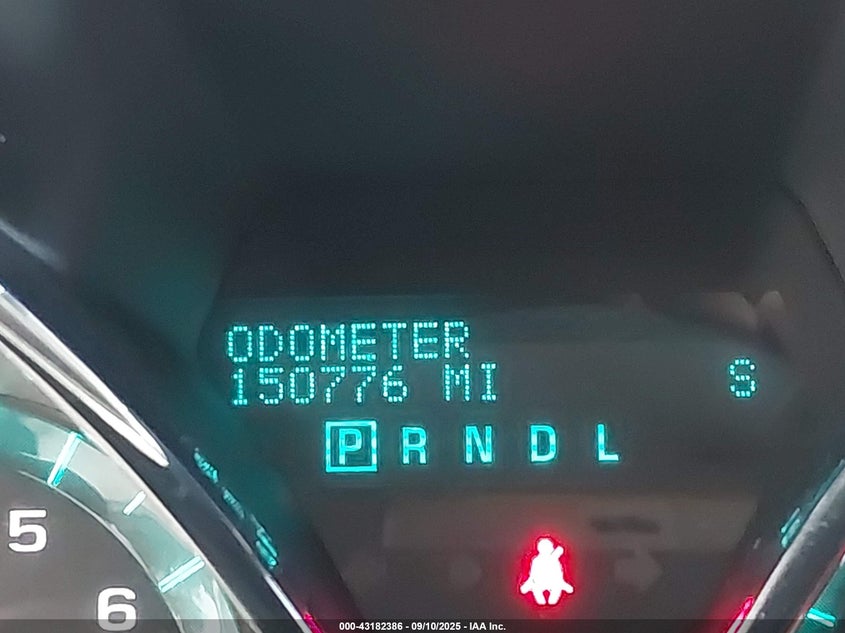 ODOMETER
150776 MI S
P R N D L
5
6
000-43182386 - 09/10/2025 - IAA Inc.